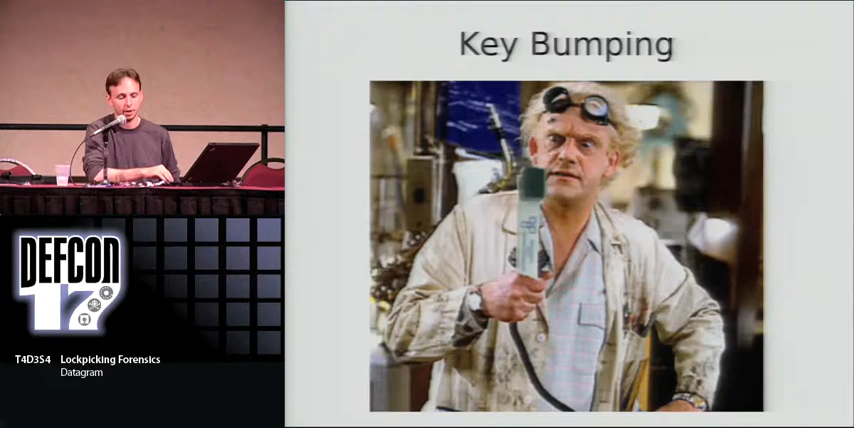 Key Bumping
DEFCON
17
T4D3S4 Lockpicking Forensics
Datagram